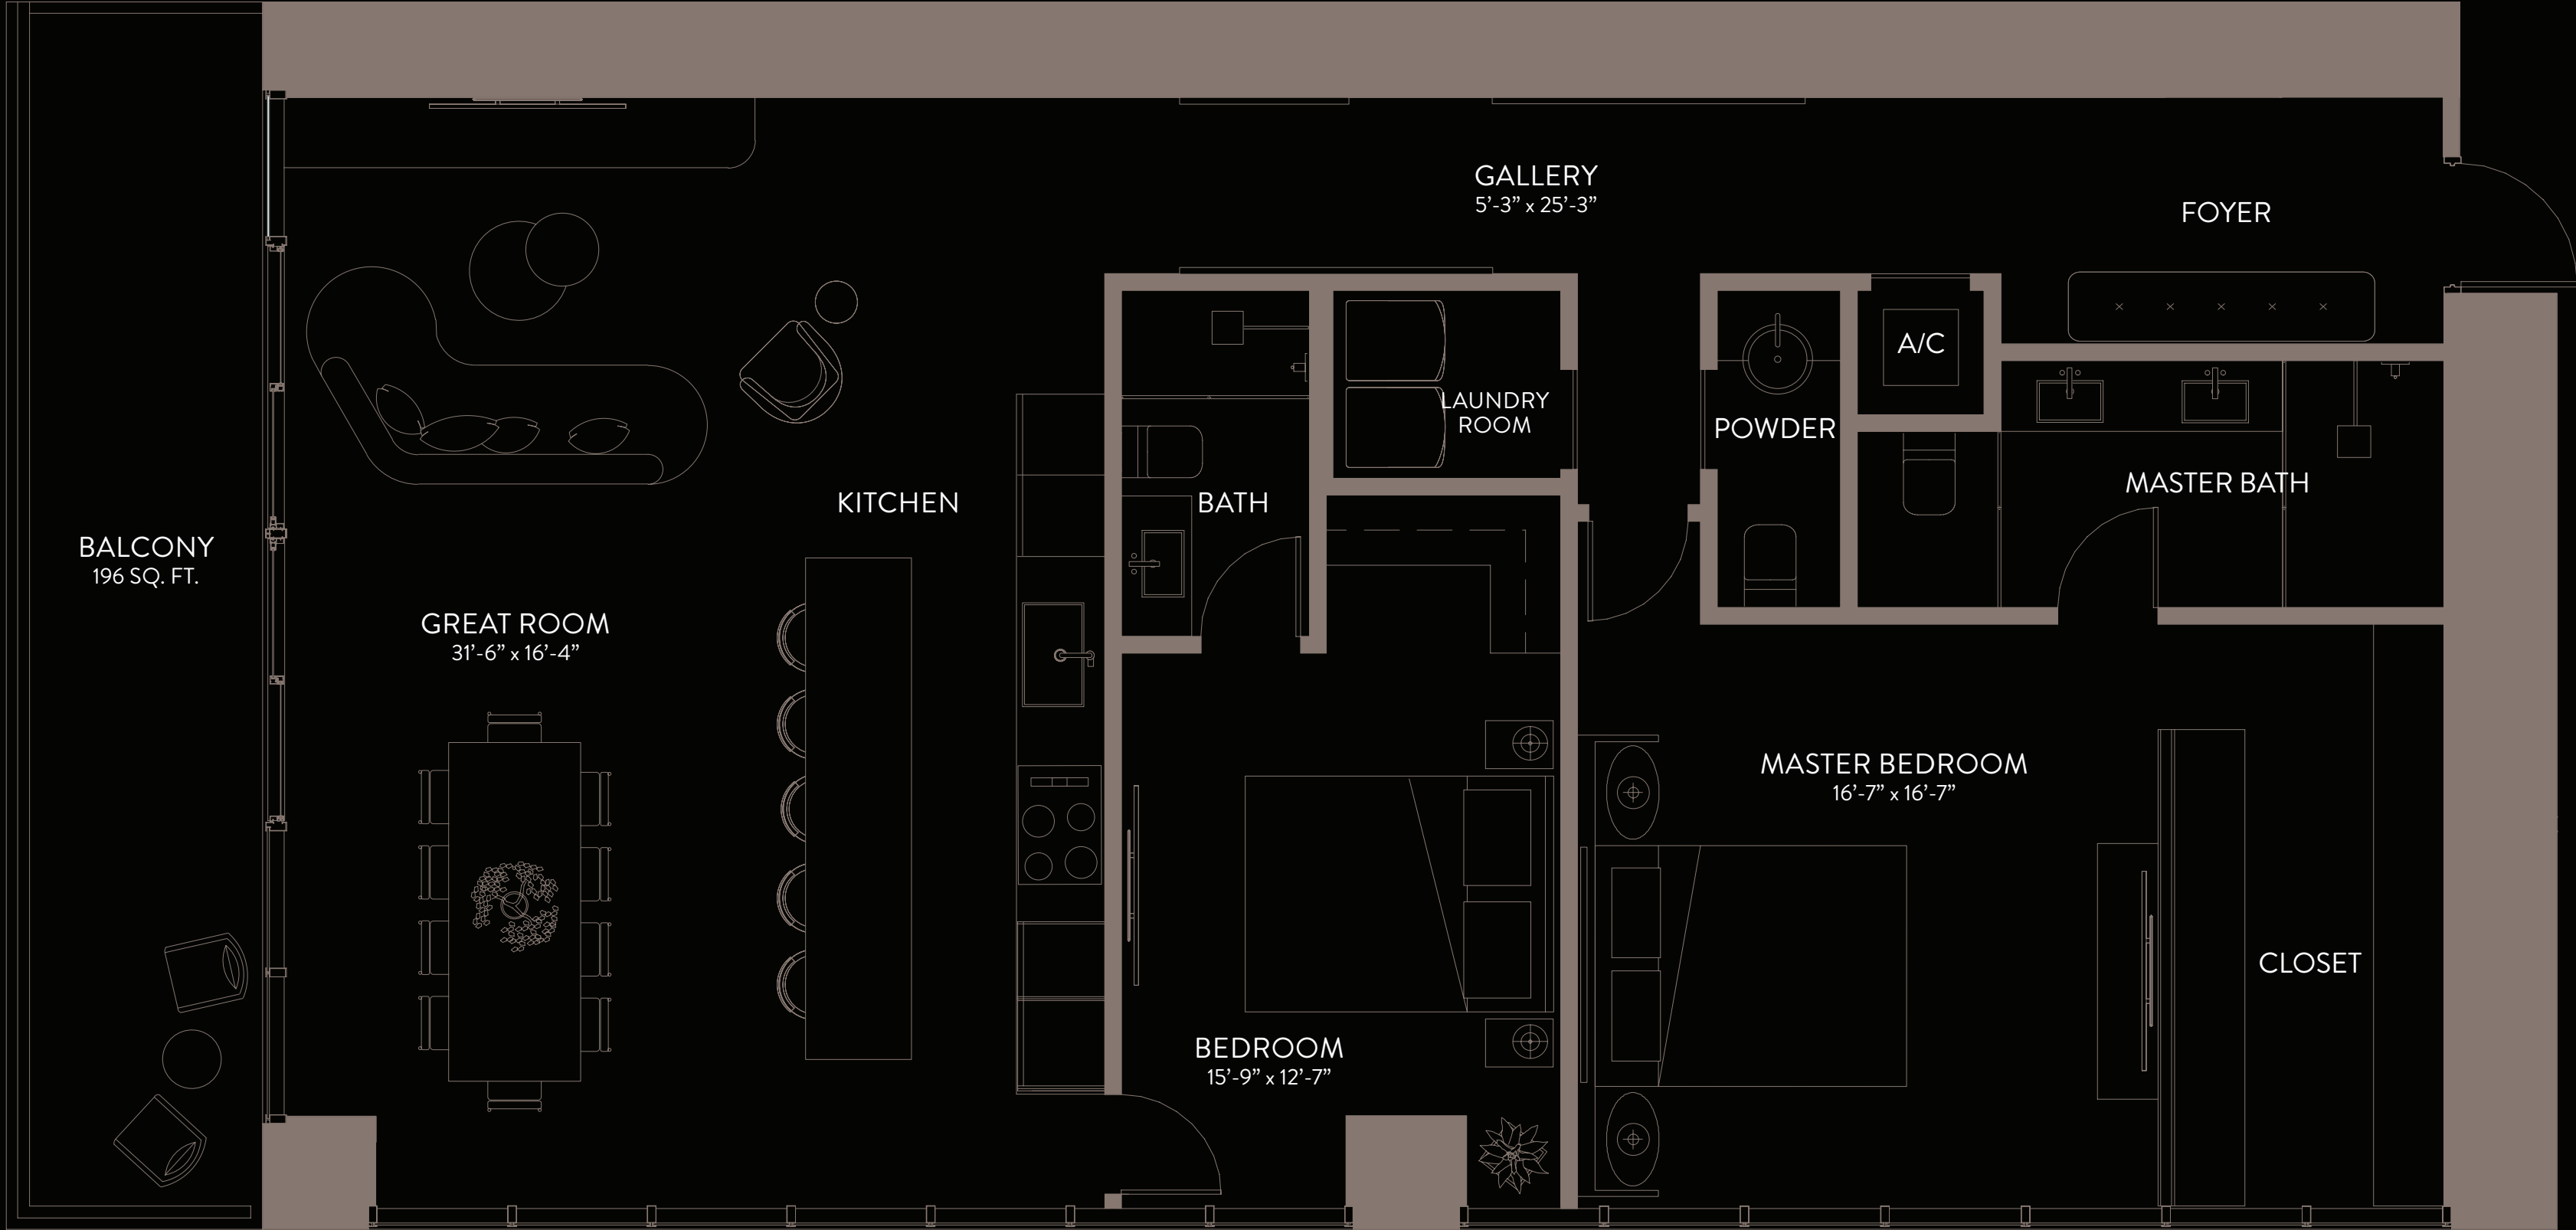 GALLERY
5’-3” x 25’-3”
FOYER
A/C
LAUNDRY
ROOM
POWDER
MASTER BATH
KITCHEN
BATH
BALCONY
196 SQ. FT.
GREAT ROOM
31’-6” x 16’-4”
MASTER BEDROOM
16’-7” x 16’-7”
CLOSET
BEDROOM
15’-9” x 12’-7”